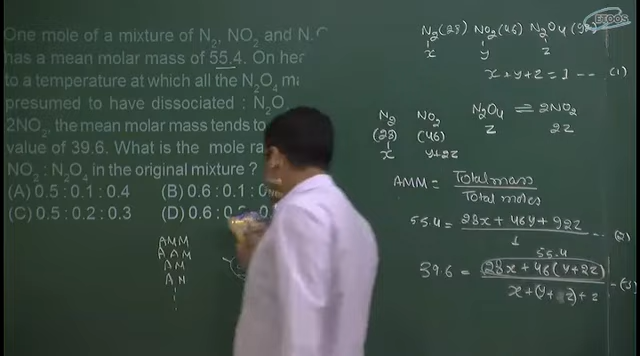 One mole of a mixture of N₂, NO₂ and
has a mean molar mass of 55.4. On
to a temperature at which all the N₂O₄
presumed to have dissociated : N₂O
2NO₂, the mean molar mass tends to
value of 39.6. What is the mole
NO₂ : N₂O₄ in the original mixture ?
(A) 0.5 : 0.1 : 0.4 (B) 0.6 : 0.1 :
(C) 0.5 : 0.2 : 0.3 (D) 0.6 :
AMM
AAM
AM
EEOOS
N₂(28) NO₂(46) N₂O₄
x y z
x+y+z=1 --- (1)
N₂ NO₂ N₂O₄ ⇌ 2NO₂
(28) (46) z 2z
x y+2z
AMM = Total mass / Total moles
55.4 = 28x + 46y + 92z / 1 -- (2)
55.4
39.6 = 28x + 46(y+2z) / x+(y+ z)+z - (3)